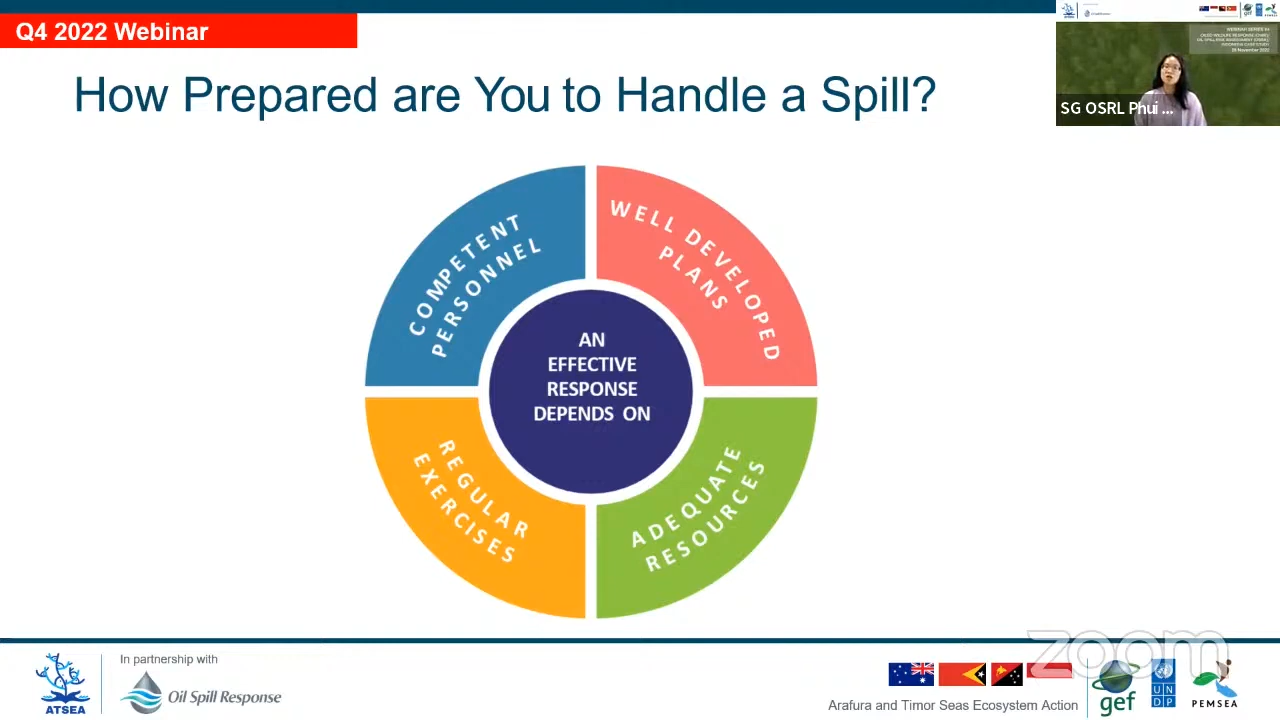 Q4 2022 Webinar
How Prepared are You to Handle a Spill?
SG OSRL Phui ...
COMPETENT
PERSONNEL
WELL DEVELOPED
PLANS
AN
EFFECTIVE
RESPONSE
DEPENDS ON
REGULAR
EXERCISES
ADEQUATE
RESOURCES
zoom
ATSEA
In partnership with
Oil Spill Response
Arafura and Timor Seas Ecosystem Action
gef
U N
D P
PEMSEA